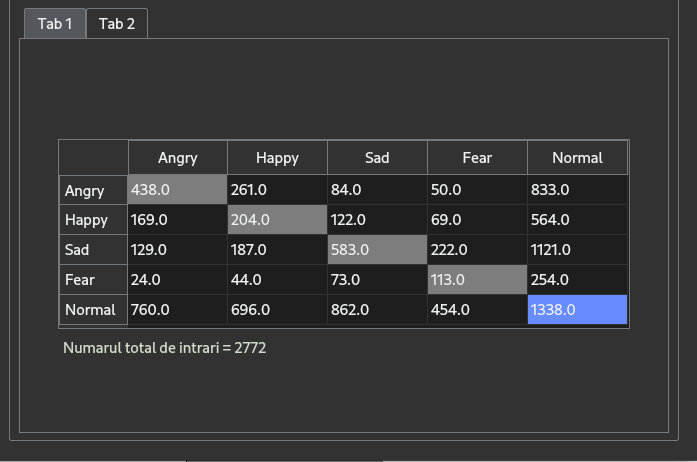 Tab 1 Tab 2
Angry Happy Sad Fear Normal
Angry 438.0 261.0 84.0 50.0 833.0
Happy 169.0 204.0 122.0 69.0 564.0
Sad 129.0 187.0 583.0 222.0 1121.0
Fear 24.0 44.0 73.0 113.0 254.0
Normal 760.0 696.0 862.0 454.0 1338.0
Numarul total de intrari = 2772